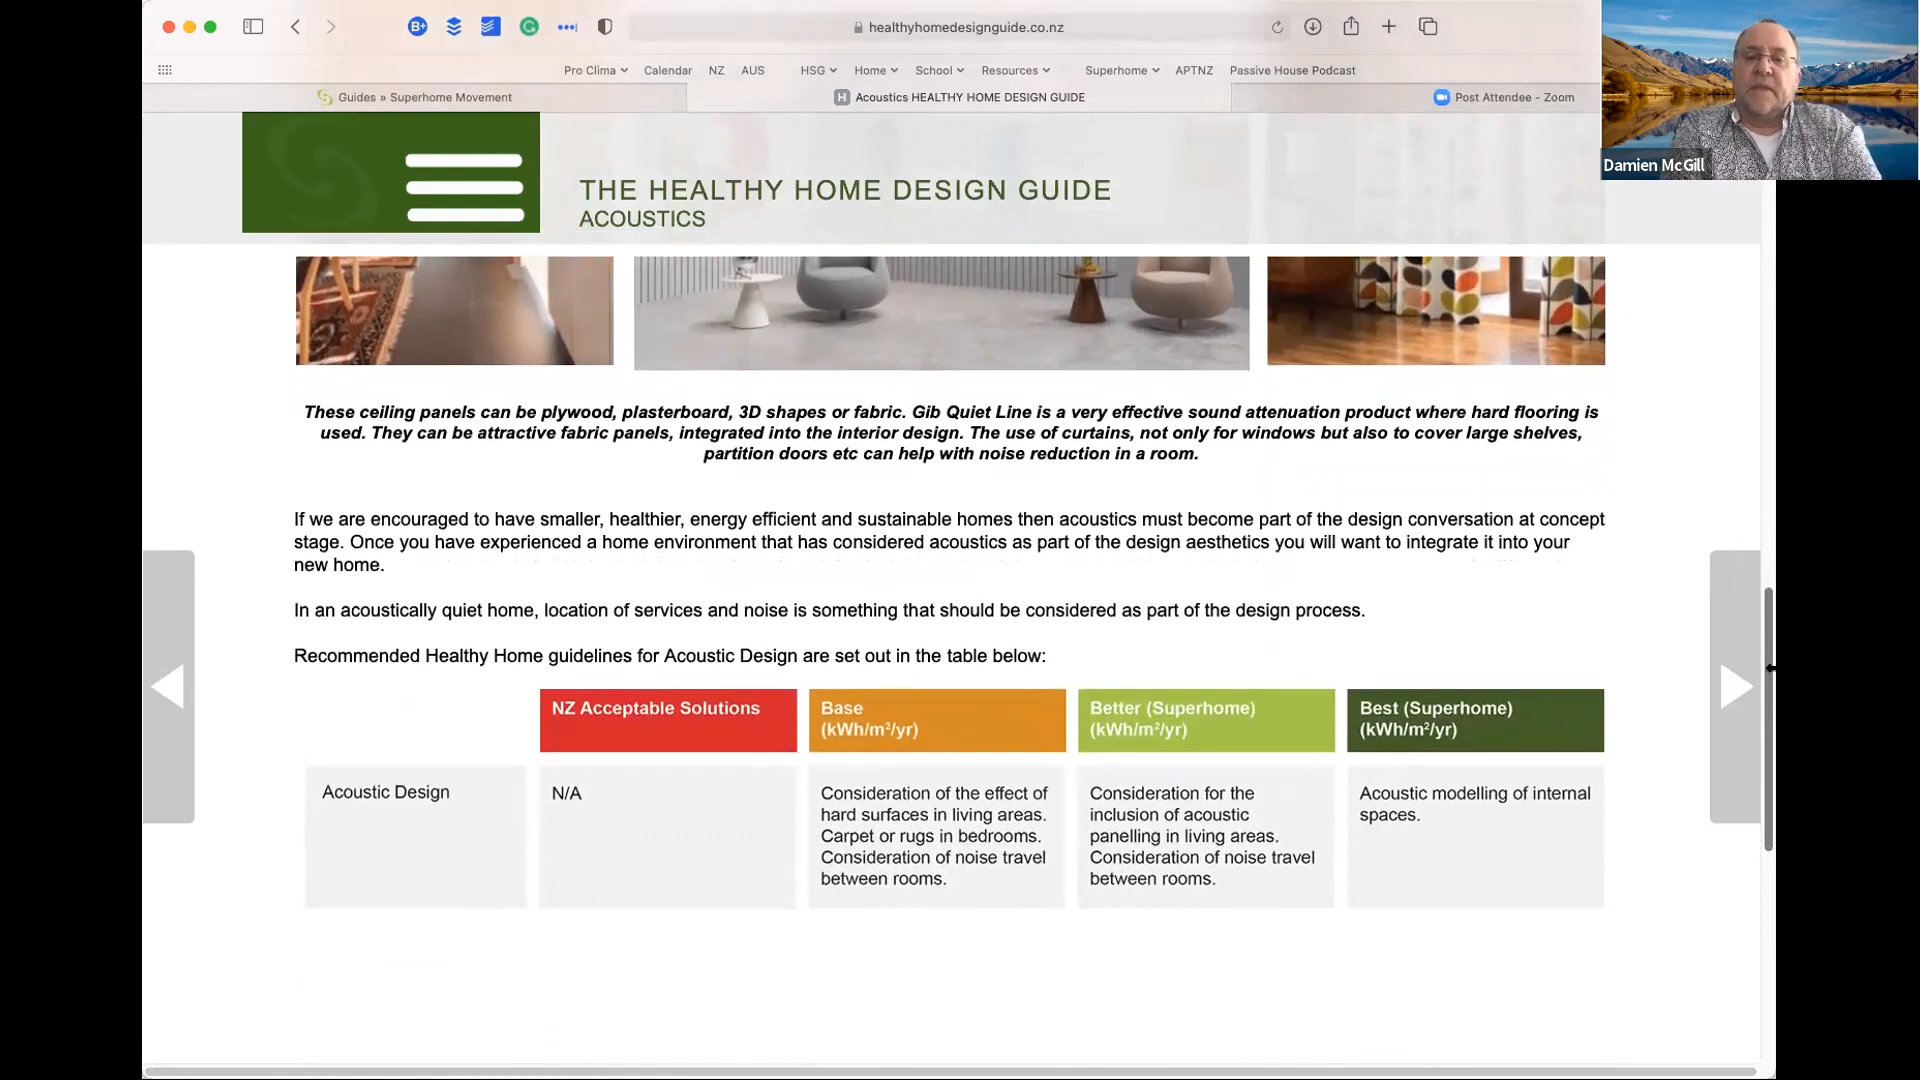 healthyhomedesignguide.co.nz
Pro Clima Calendar NZ AUS HSG Home School Resources Superhome APTNZ Passive House Podcast
Guides » Superhome Movement
H Acoustics HEALTHY HOME DESIGN GUIDE
Post Attendee - Zoom
Damien McGill
THE HEALTHY HOME DESIGN GUIDE
ACOUSTICS
These ceiling panels can be plywood, plasterboard, 3D shapes or fabric. Gib Quiet Line is a very effective sound attenuation product where hard flooring is
used. They can be attractive fabric panels, integrated into the interior design. The use of curtains, not only for windows but also to cover large shelves,
partition doors etc can help with noise reduction in a room.
If we are encouraged to have smaller, healthier, energy efficient and sustainable homes then acoustics must become part of the design conversation at concept
stage. Once you have experienced a home environment that has considered acoustics as part of the design aesthetics you will want to integrate it into your
new home.
In an acoustically quiet home, location of services and noise is something that should be considered as part of the design process.
Recommended Healthy Home guidelines for Acoustic Design are set out in the table below:
NZ Acceptable Solutions
Base
(kWh/m²/yr)
Better (Superhome)
(kWh/m²/yr)
Best (Superhome)
(kWh/m²/yr)
Acoustic Design
N/A
Consideration of the effect of
hard surfaces in living areas.
Carpet or rugs in bedrooms.
Consideration of noise travel
between rooms.
Consideration for the
inclusion of acoustic
panelling in living areas.
Consideration of noise travel
between rooms.
Acoustic modelling of internal
spaces.